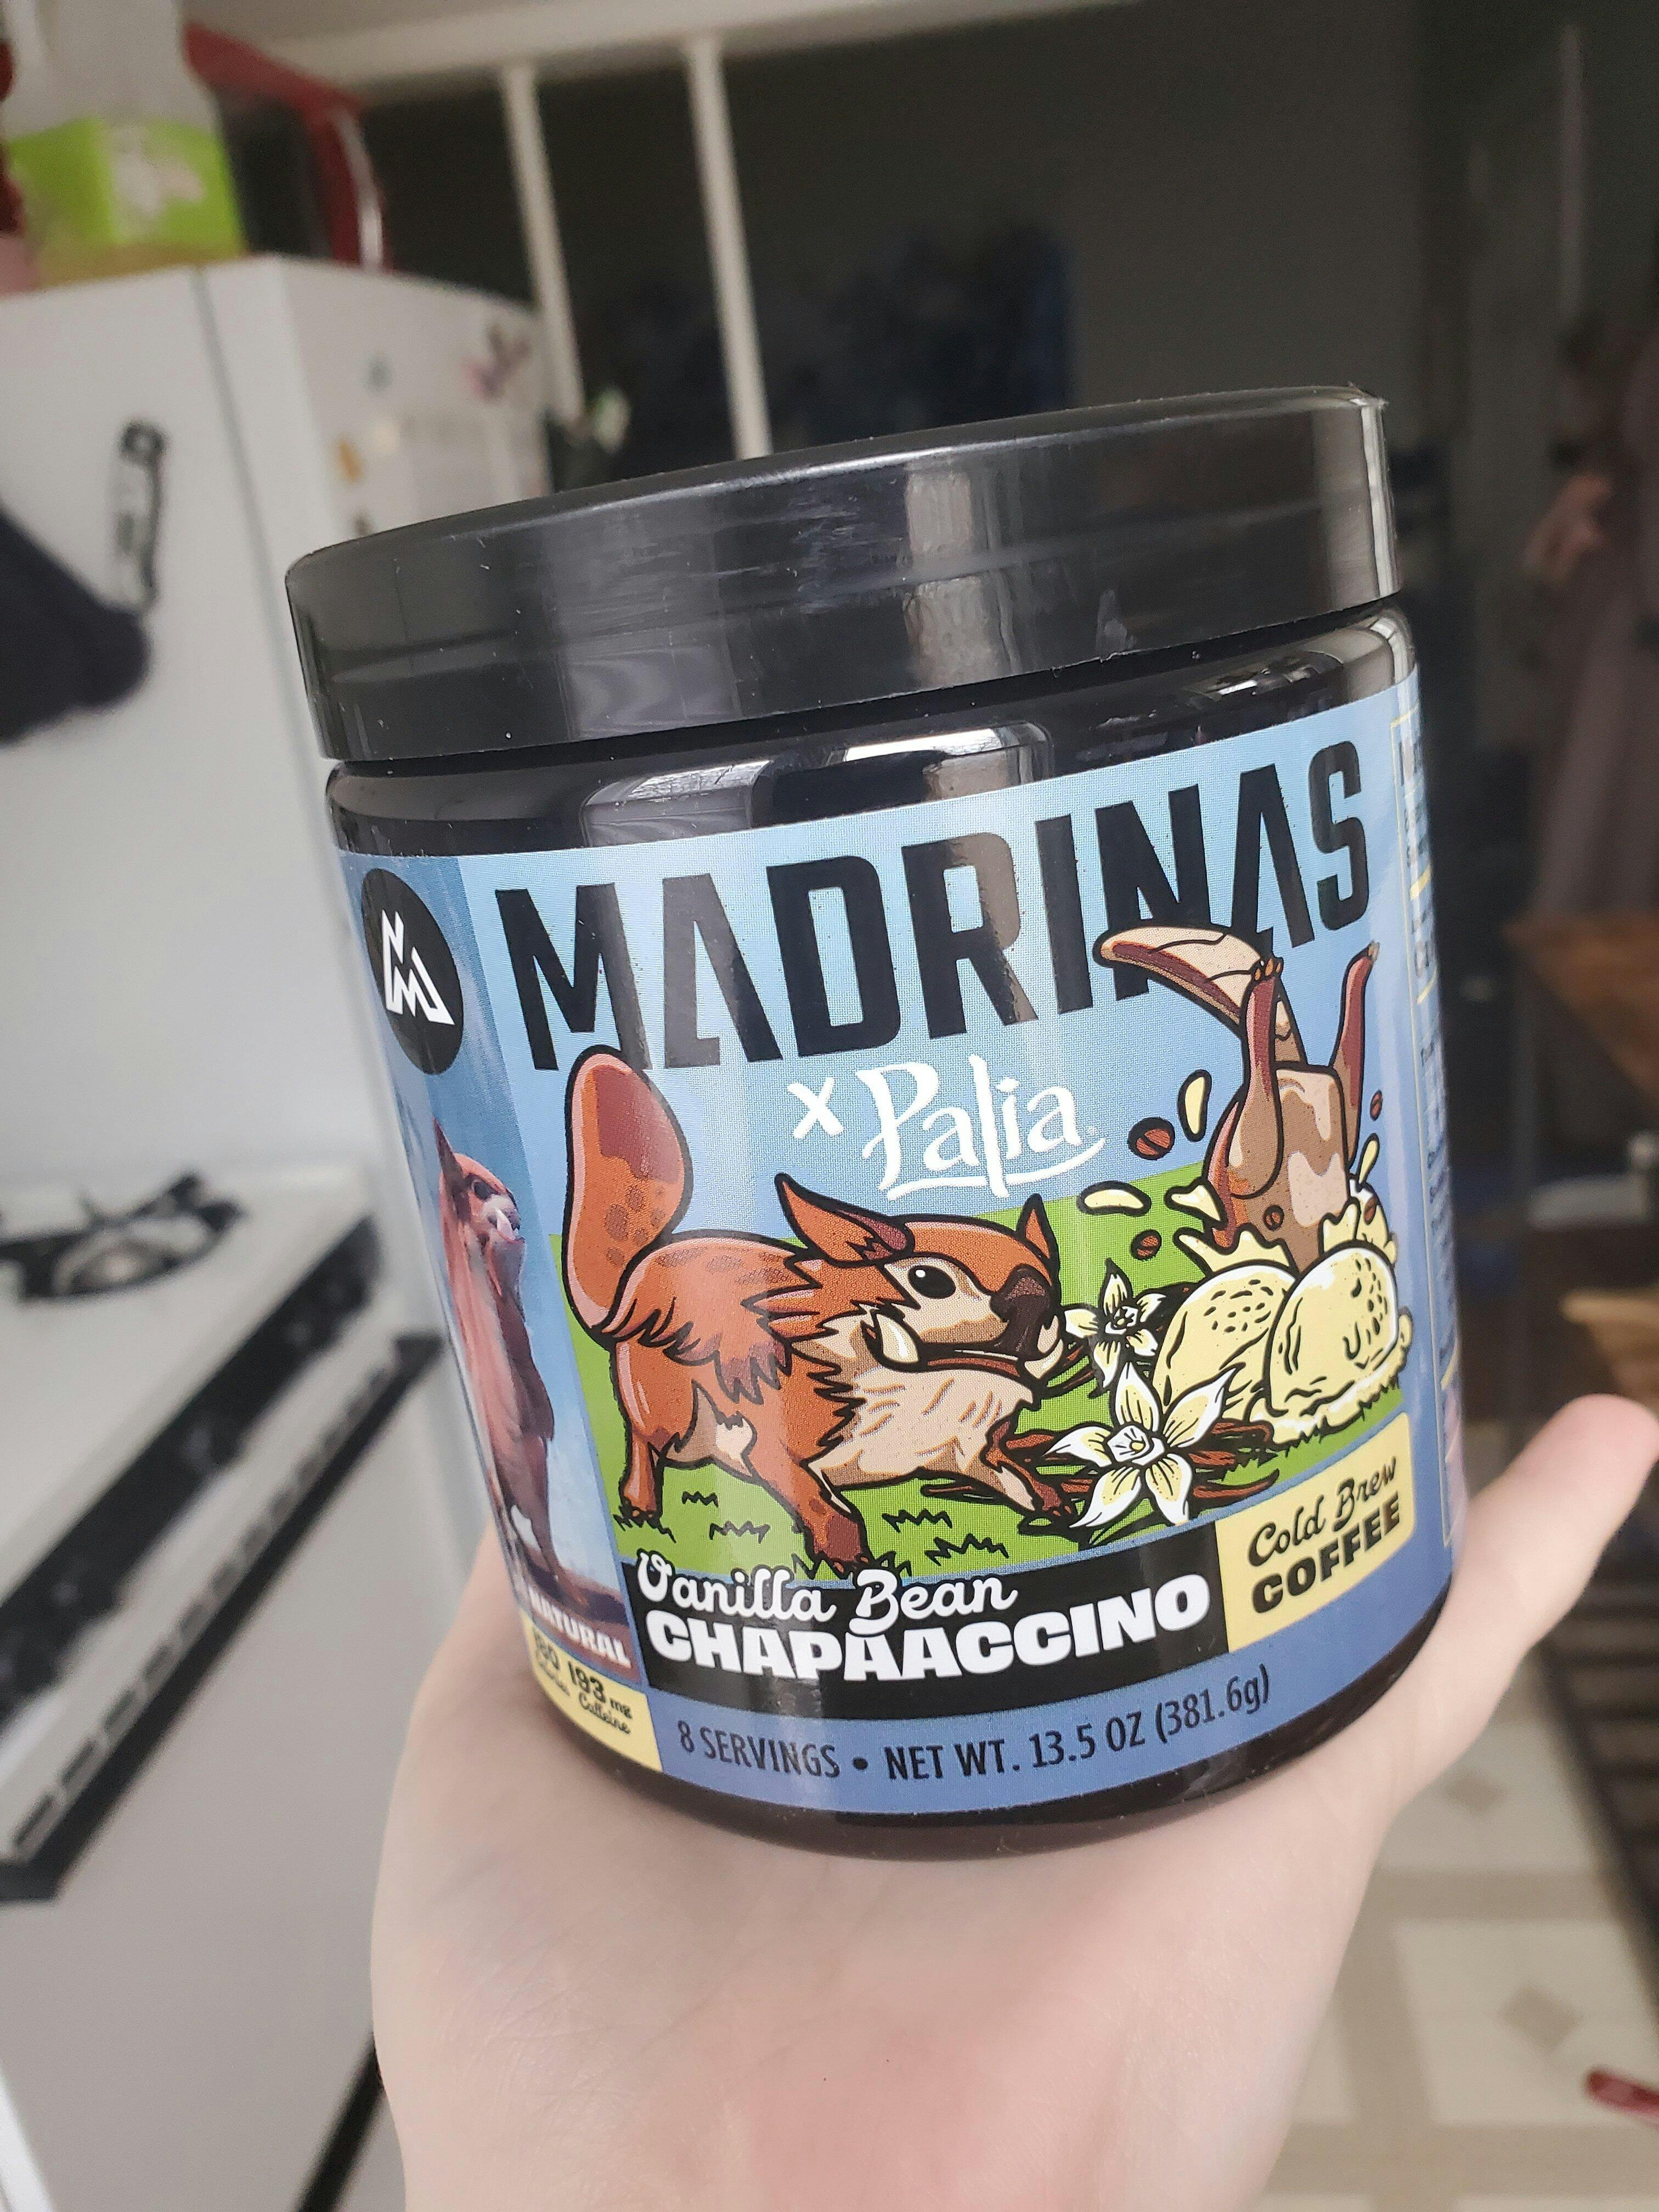 MADRINAS
x Palia
Vanilla Bean
CHAPAACCINO
Cold Brew
COFFEE
NATURAL
193 mg
Caffeine
8 SERVINGS • NET WT. 13.5 OZ (381.6g)